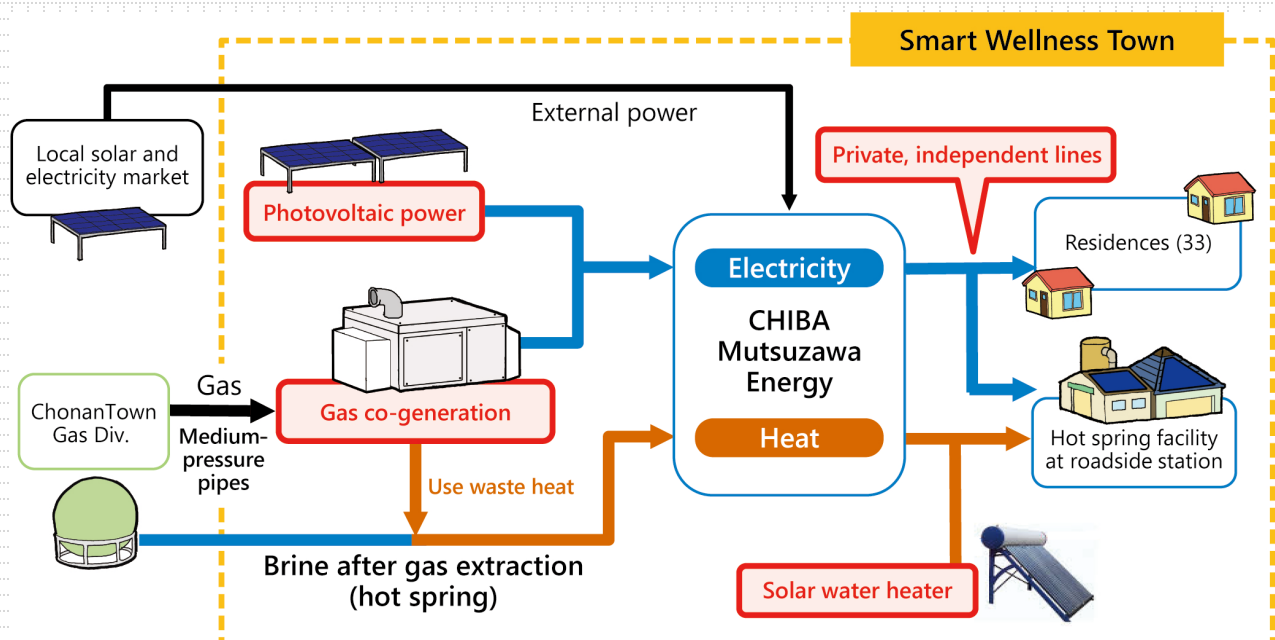 Smart Wellness Town
External power
Local solar and
electricity market
Private, independent lines
Photovoltaic power
Residences (33)
Electricity
CHIBA
Mutsuzawa
Energy
Heat
Gas
ChonanTown
Gas Div.
Medium-
pressure
pipes
Gas co-generation
Hot spring facility
at roadside station
Use waste heat
Brine after gas extraction
(hot spring)
Solar water heater